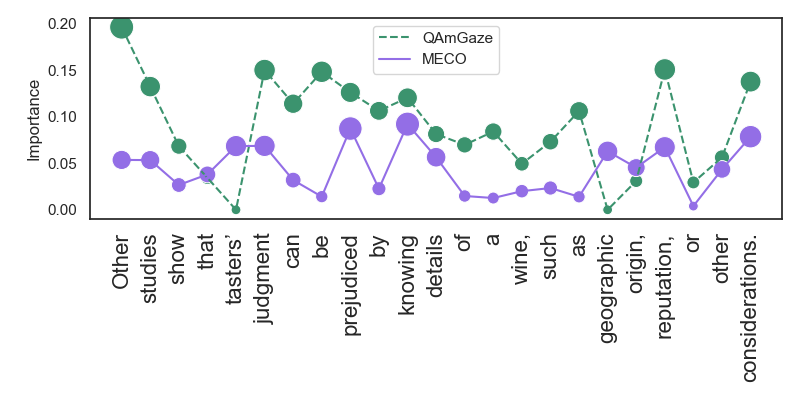 0.20
0.15
0.10
0.05
0.00
Importance
QAmGaze
MECO
Other
studies
show
that
tasters’
judgment
can
be
prejudiced
by
knowing
details
of
a
wine,
such
as
geographic
origin,
reputation,
or
other
considerations.